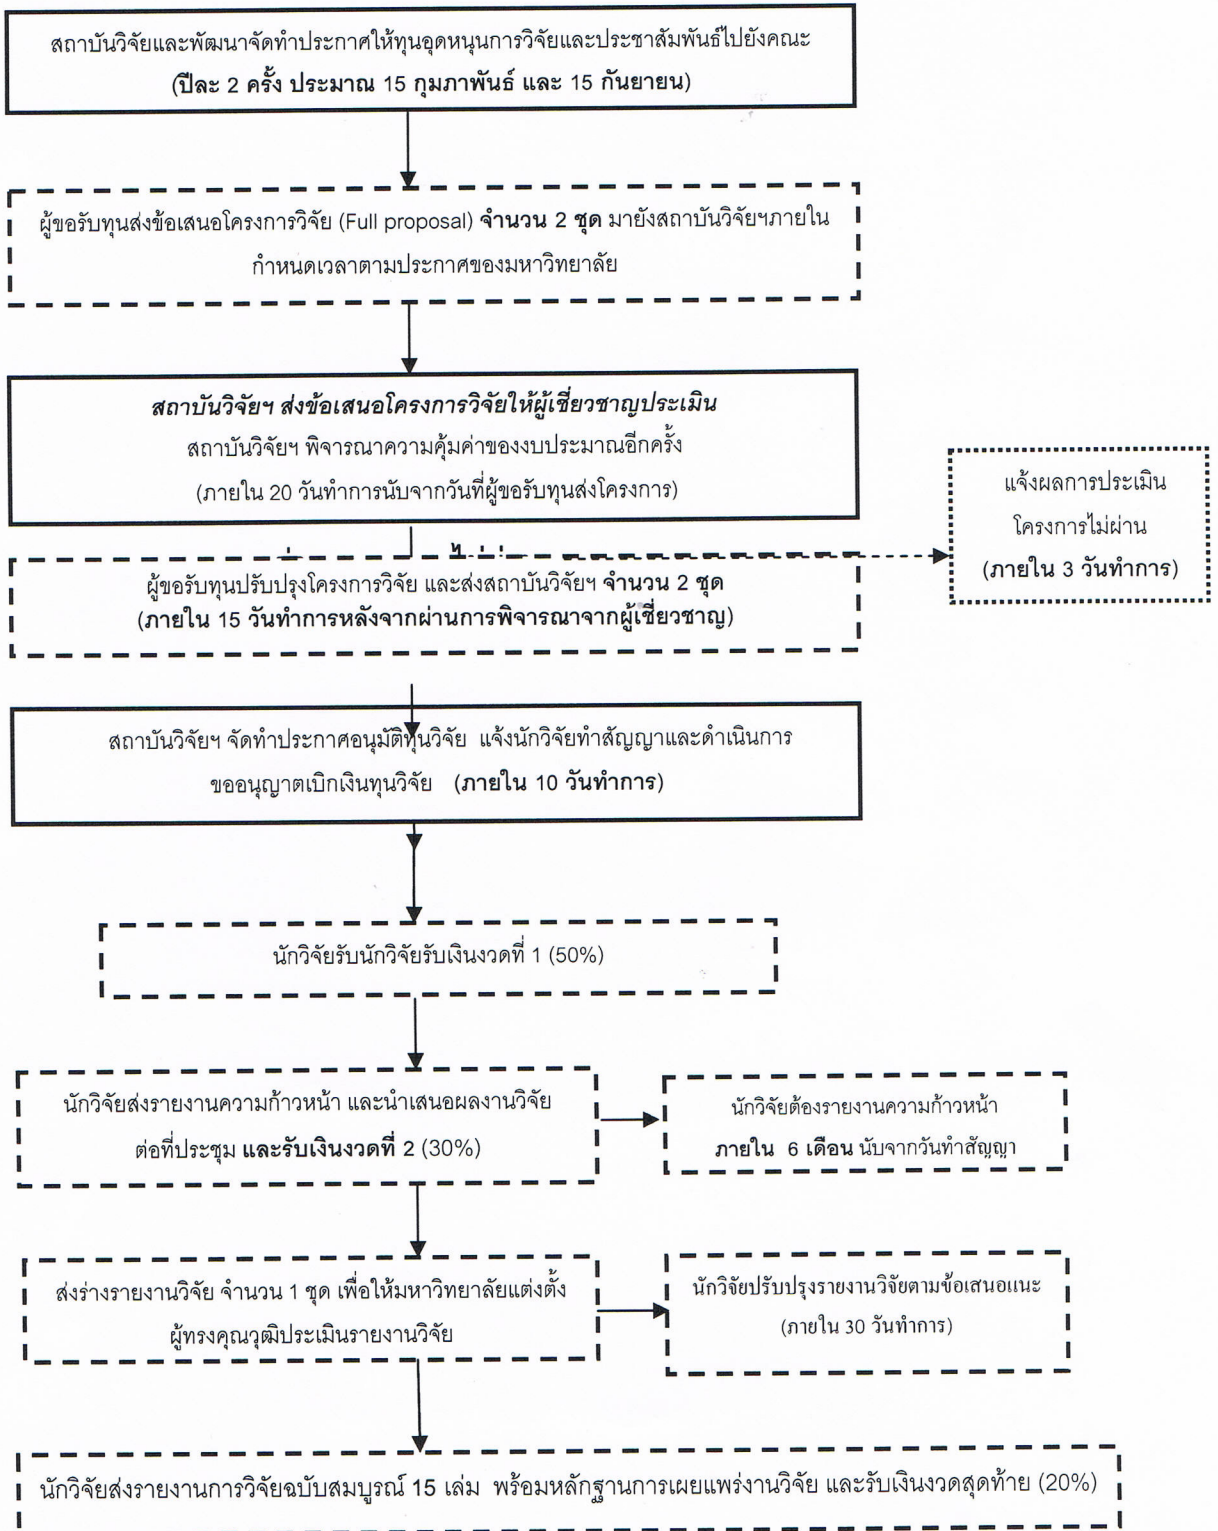 สถาบันวิจัยและพัฒนาจัดทำประกาศให้ทุนอุดหนุนการวิจัยและประชาสัมพันธ์ไปยังคณะ
(ปีละ 2 ครั้ง ประมาณ 15 กุมภาพันธ์ และ 15 กันยายน)
ผู้ขอรับทุนส่งข้อเสนอโครงการวิจัย (Full proposal) จำนวน 2 ชุด มายังสถาบันวิจัยฯภายใน
กำหนดเวลาตามประกาศของมหาวิทยาลัย
สถาบันวิจัยฯ ส่งข้อเสนอโครงการวิจัยให้ผู้เชี่ยวชาญประเมิน
สถาบันวิจัยฯ พิจารณาความคุ้มค่าของงบประมาณอีกครั้ง
(ภายใน 20 วันทำการนับจากวันที่ผู้ขอรับทุนส่งโครงการ)
แจ้งผลการประเมิน
โครงการไม่ผ่าน
(ภายใน 3 วันทำการ)
ผู้ขอรับทุนปรับปรุงโครงการวิจัย และส่งสถาบันวิจัยฯ จำนวน 2 ชุด
(ภายใน 15 วันทำการหลังจากผ่านการพิจารณาจากผู้เชี่ยวชาญ)
สถาบันวิจัยฯ จัดทำประกาศอนุมัติทุนวิจัย แจ้งนักวิจัยทำสัญญาและดำเนินการ
ขออนุญาตเบิกเงินทุนวิจัย (ภายใน 10 วันทำการ)
นักวิจัยรับนักวิจัยรับเงินงวดที่ 1 (50%)
นักวิจัยส่งรายงานความก้าวหน้า และนำเสนอผลงานวิจัย
ต่อที่ประชุม และรับเงินงวดที่ 2 (30%)
นักวิจัยต้องรายงานความก้าวหน้า
ภายใน 6 เดือน นับจากวันทำสัญญา
ส่งร่างรายงานวิจัย จำนวน 1 ชุด เพื่อให้มหาวิทยาลัยแต่งตั้ง
ผู้ทรงคุณวุฒิประเมินรายงานวิจัย
นักวิจัยปรับปรุงรายงานวิจัยตามข้อเสนอแนะ
(ภายใน 30 วันทำการ)
นักวิจัยส่งรายงานการวิจัยฉบับสมบูรณ์ 15 เล่ม พร้อมหลักฐานการเผยแพร่งานวิจัย และรับเงินงวดสุดท้าย (20%)